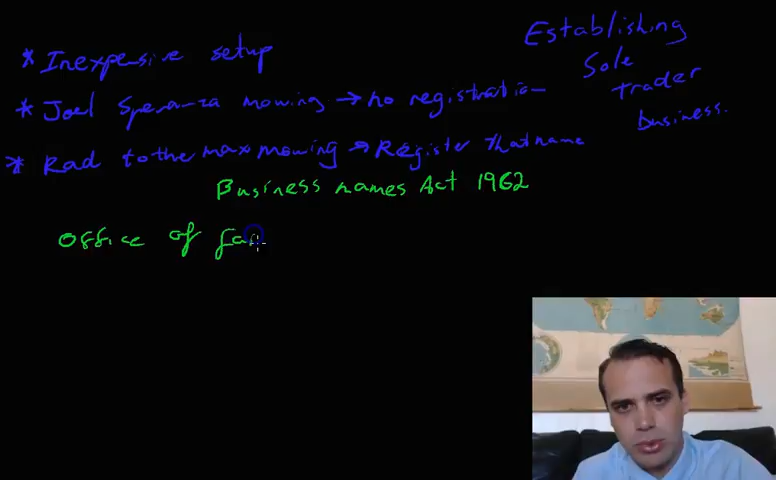 * Inexpensive setup
* Joel Speranza mowing → no registration
* Rad to the max mowing → Register that name
Business names Act 1962
Office of fai
Establishing
Sole
trader
business.